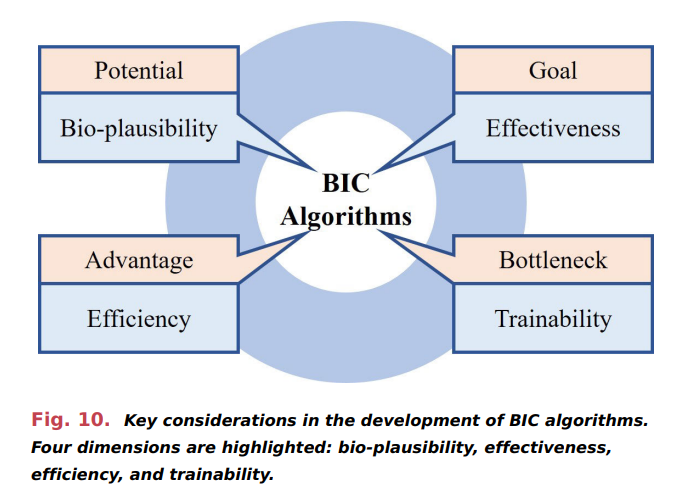 Potential
Bio-plausibility
Goal
Effectiveness
BIC
Algorithms
Advantage
Efficiency
Bottleneck
Trainability
Fig. 10. Key considerations in the development of BIC algorithms.
Four dimensions are highlighted: bio-plausibility, effectiveness,
efficiency, and trainability.